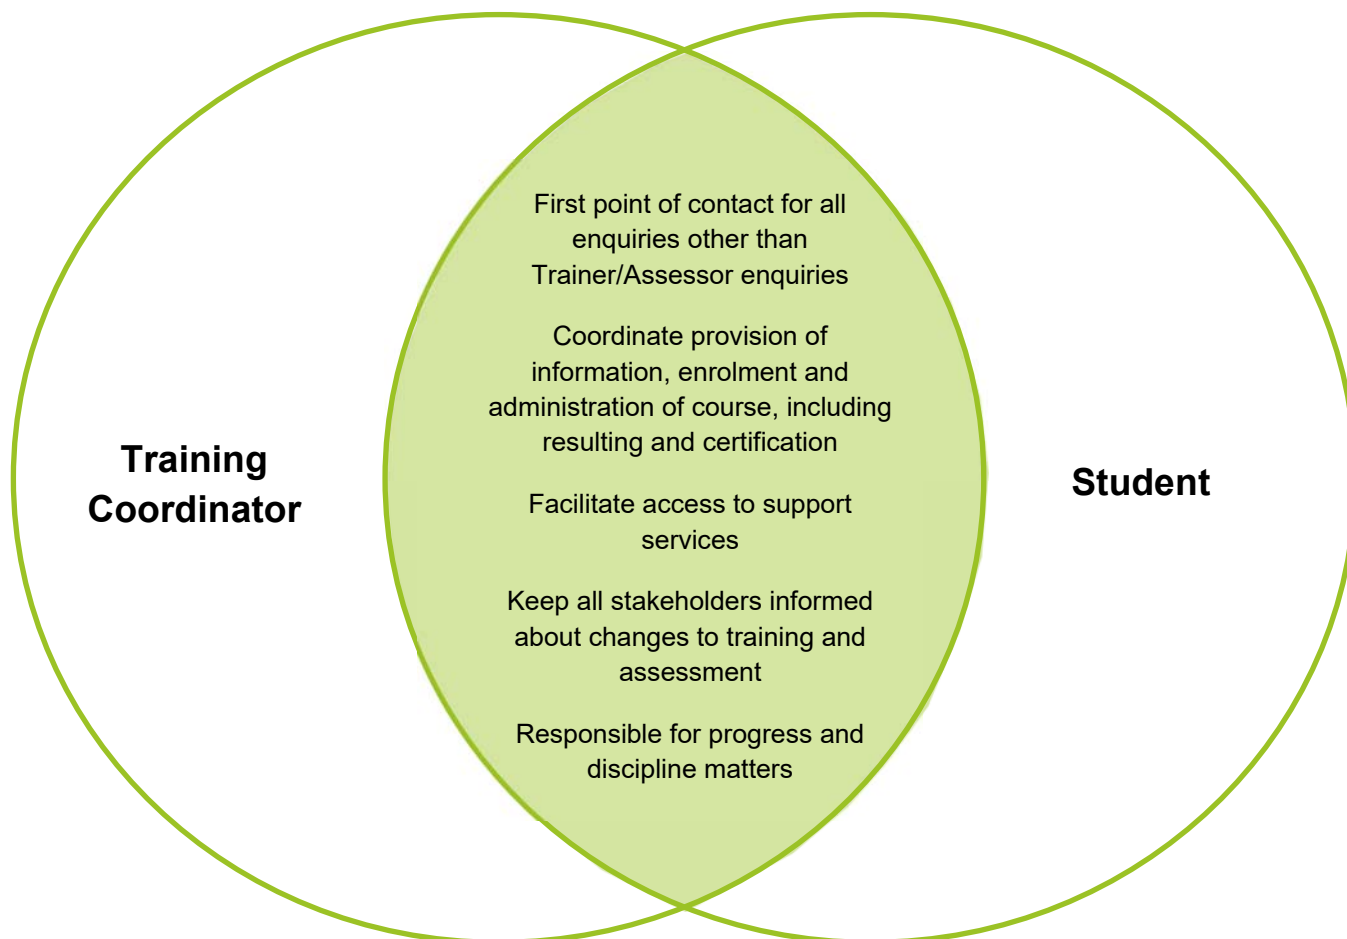 First point of contact for all
enquiries other than
Trainer/Assessor enquiries
Coordinate provision of
information, enrolment and
administration of course, including
resulting and certification
Facilitate access to support
services
Keep all stakeholders informed
about changes to training and
assessment
Responsible for progress and
discipline matters
Training
Coordinator
Student